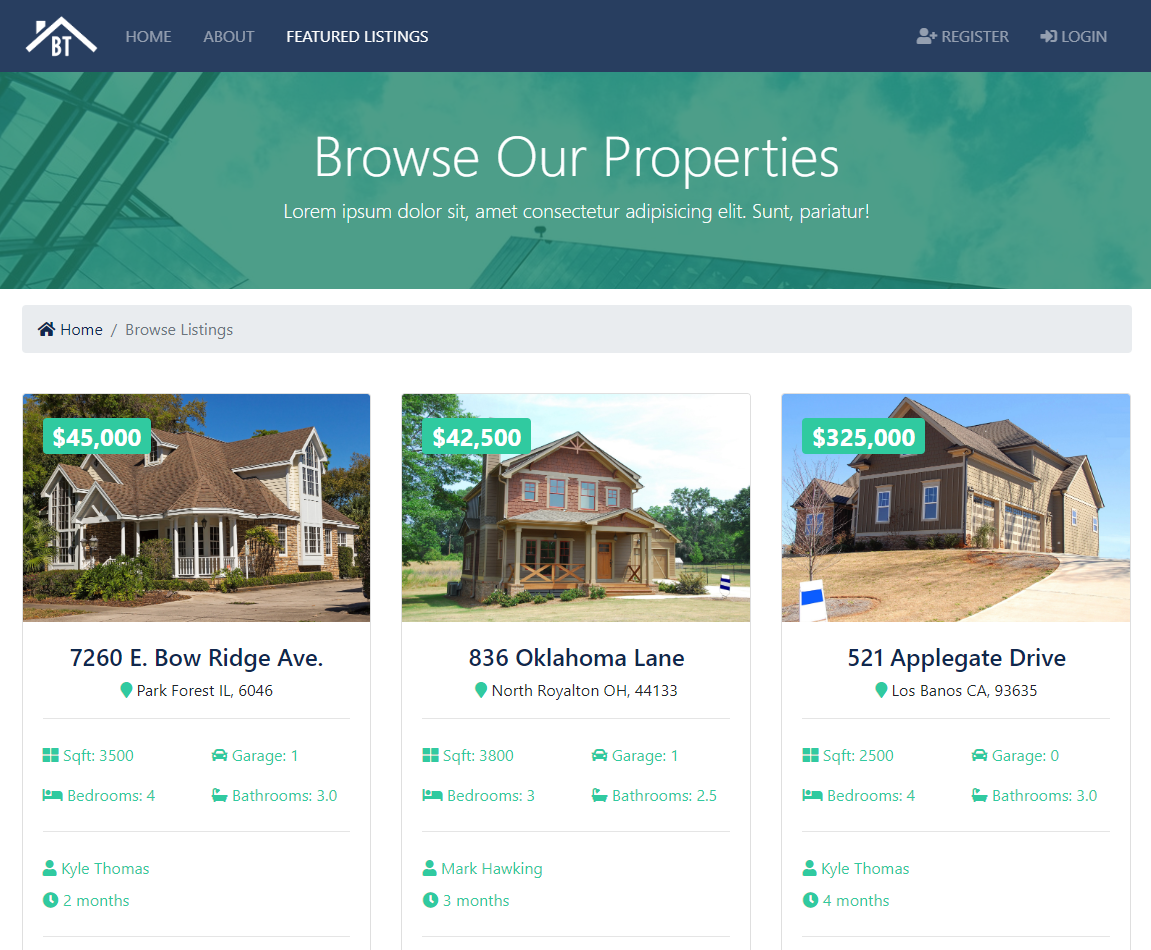 BT HOME ABOUT FEATURED LISTINGS REGISTER LOGIN
Browse Our Properties
Lorem ipsum dolor sit, amet consectetur adipisicing elit. Sunt, pariatur!
Home / Browse Listings
$45,000
7260 E. Bow Ridge Ave.
Park Forest IL, 6046
Sqft: 3500 Garage: 1
Bedrooms: 4 Bathrooms: 3.0
Kyle Thomas
2 months
$42,500
836 Oklahoma Lane
North Royalton OH, 44133
Sqft: 3800 Garage: 1
Bedrooms: 3 Bathrooms: 2.5
Mark Hawking
3 months
$325,000
521 Applegate Drive
Los Banos CA, 93635
Sqft: 2500 Garage: 0
Bedrooms: 4 Bathrooms: 3.0
Kyle Thomas
4 months